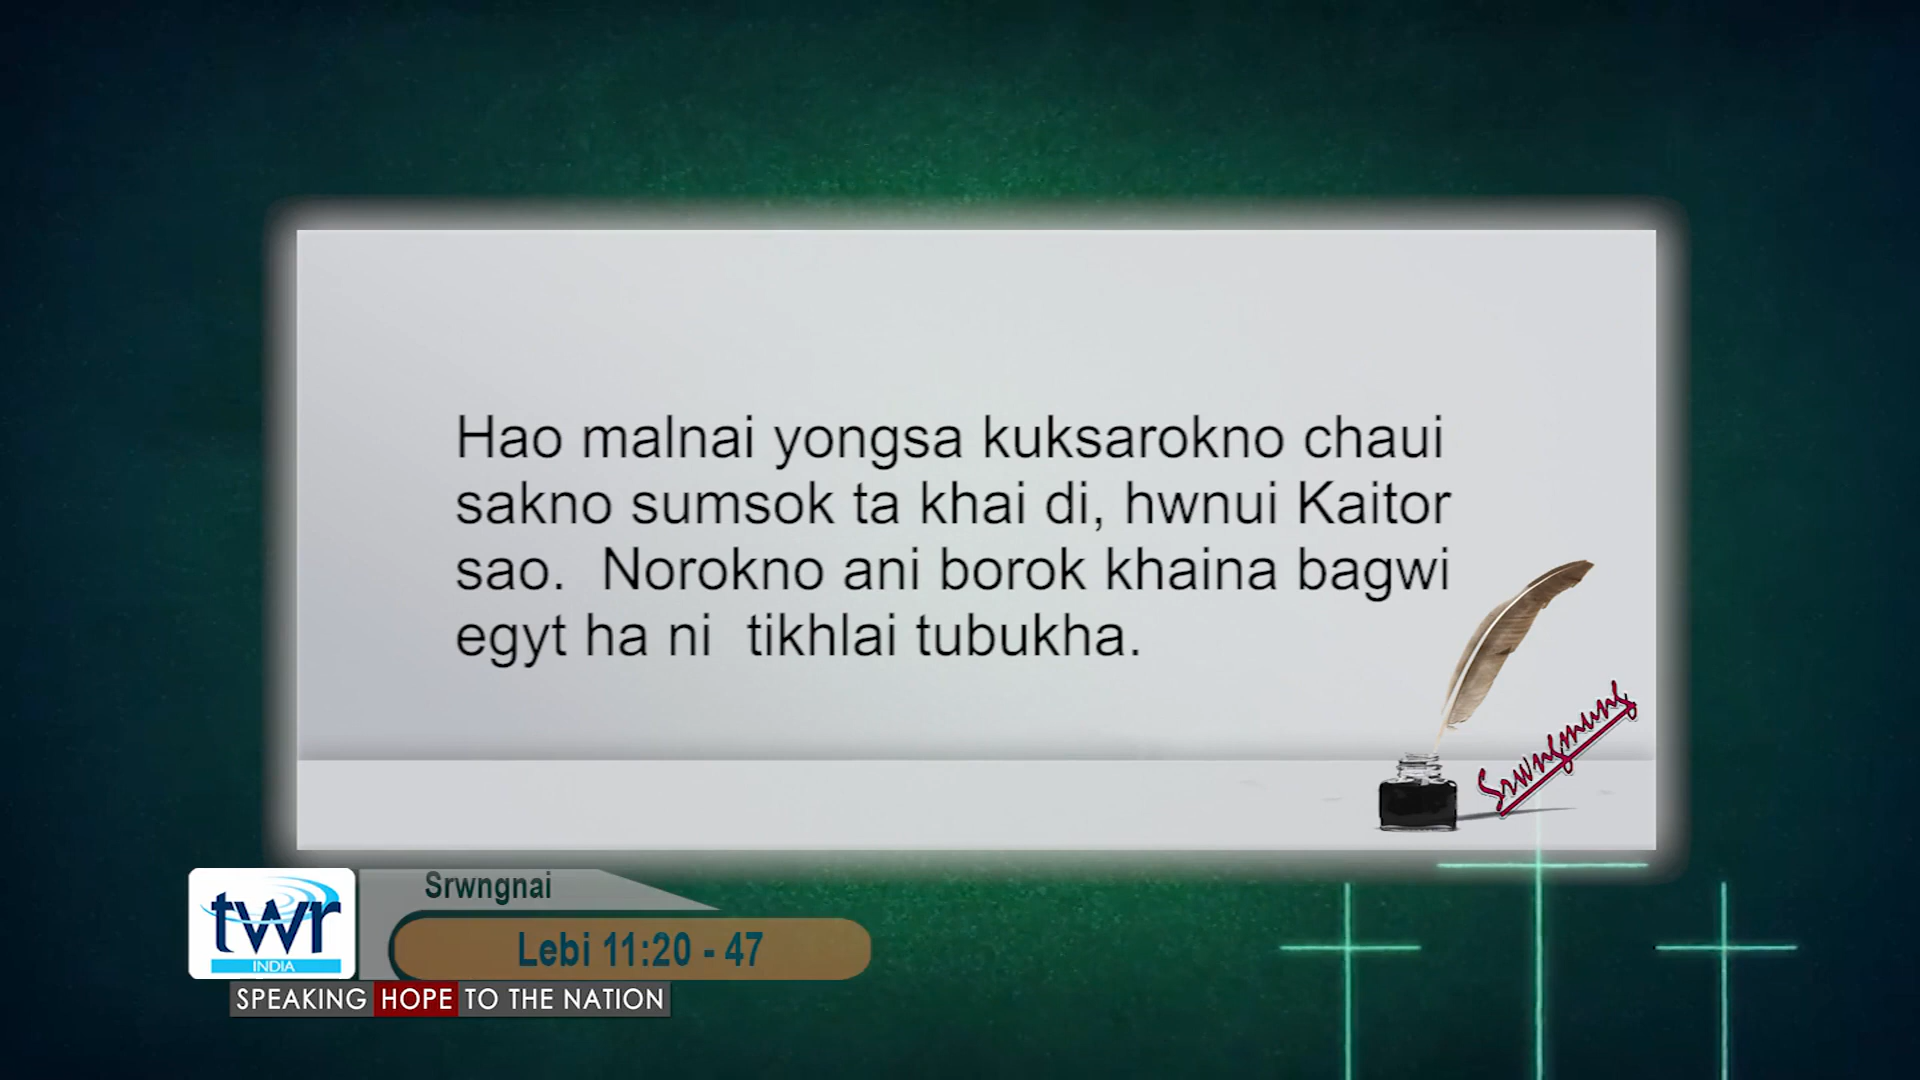 Hao malnai yongsa kuksarokno chaui
sakno sumsok ta khai di, hwnui Kaitor
sao.  Norokno ani borok khaina bagwi
egyt ha ni  tikhlai tubukha.
Srwngmung
twr
INDIA
Srwngnai
Lebi 11:20 - 47
SPEAKING HOPE TO THE NATION